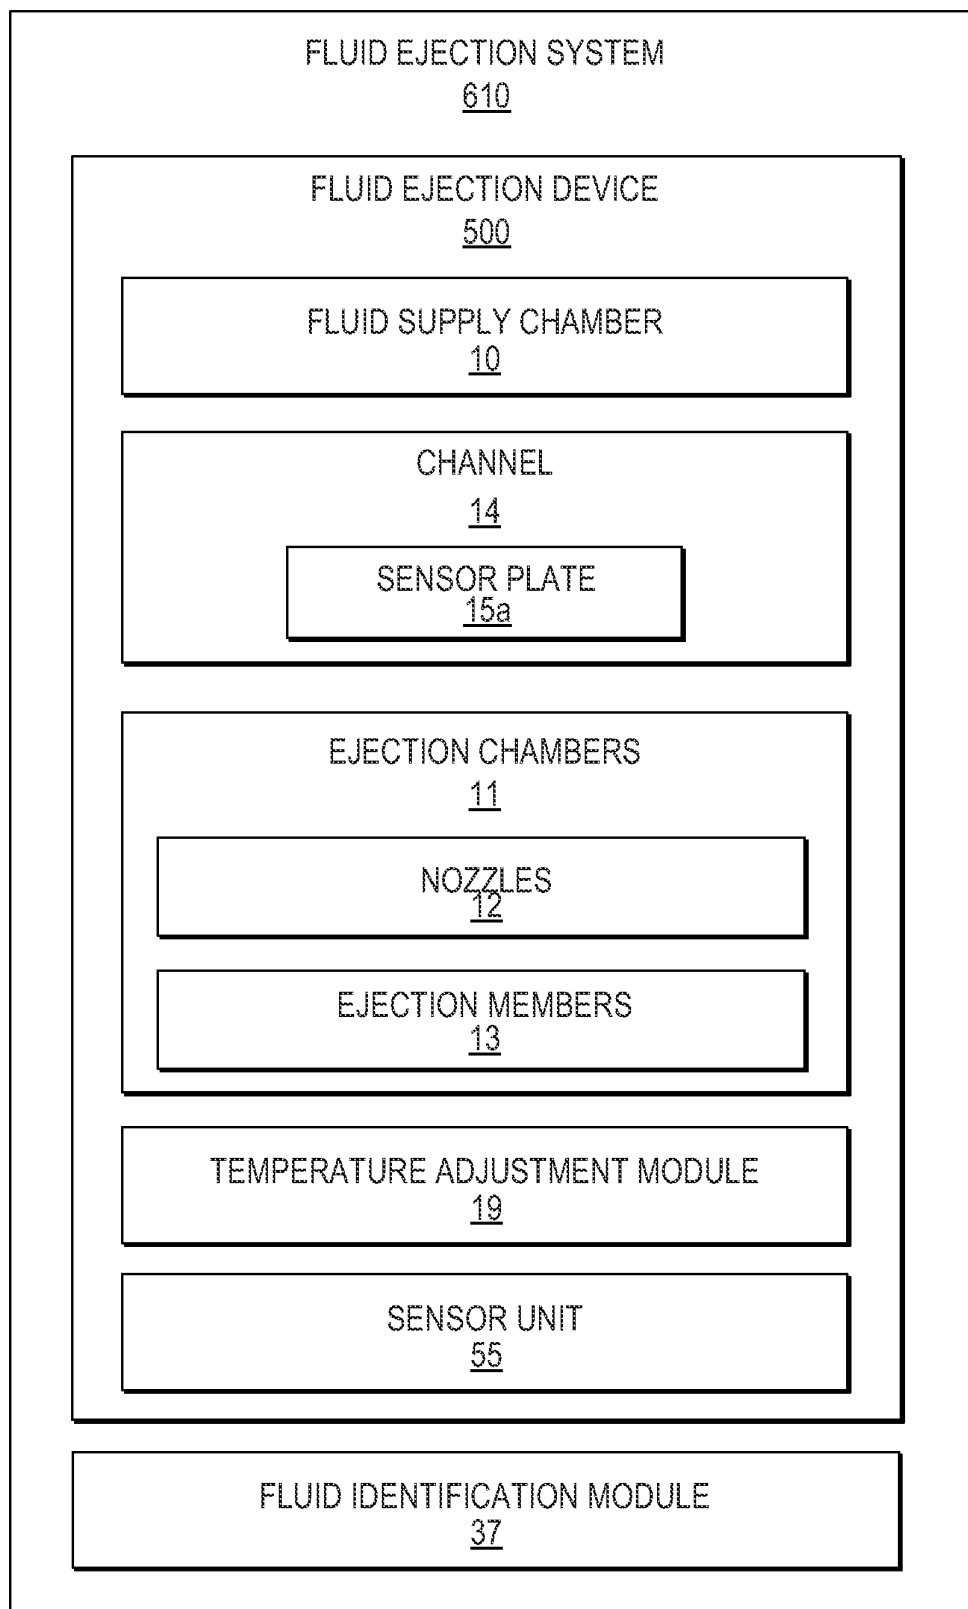 FLUID EJECTION SYSTEM
610
FLUID EJECTION DEVICE
500
FLUID SUPPLY CHAMBER
10
CHANNEL
14
SENSOR PLATE
15a
EJECTION CHAMBERS
11
NOZZLES
12
EJECTION MEMBERS
13
TEMPERATURE ADJUSTMENT MODULE
19
SENSOR UNIT
55
FLUID IDENTIFICATION MODULE
37